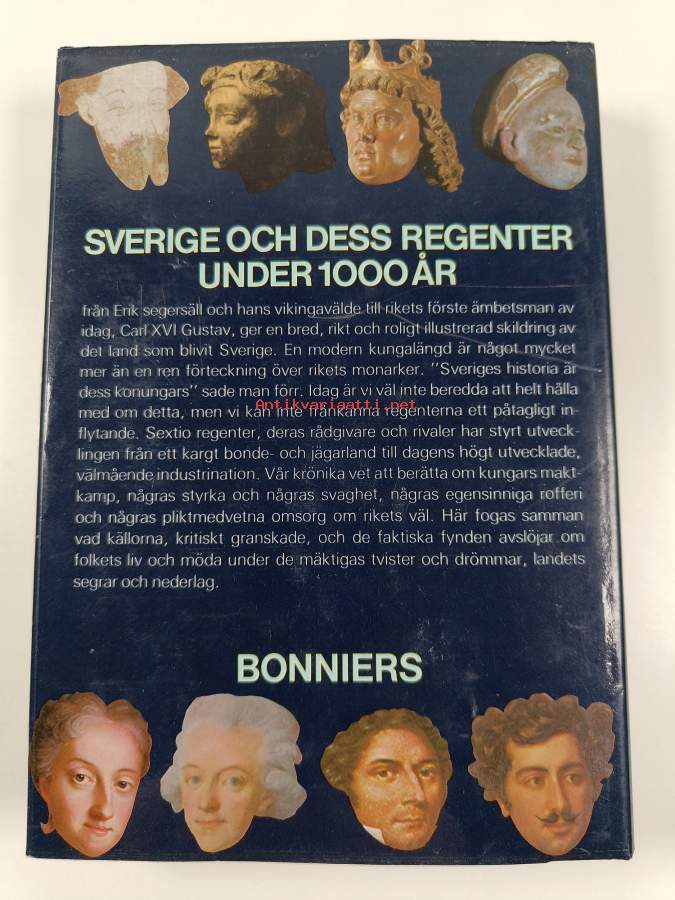 SVERIGE OCH DESS REGENTER
UNDER 1000 ÅR
från Erik segersäll och hans vikingavälde till rikets förste ämbetsman av
idag, Carl XVI Gustav, ger en bred, rikt och roligt illustrerad skildring av
det land som blivit Sverige. En modern kungalängd är något mycket
mer än en ren förteckning över rikets monarker. "Sveriges historia är
dess konungars" sade man förr. Idag är vi väl inte beredda att helt hålla
Antikvariaatti.net
med om detta, men vi kan inte frånkänna regenterna ett påtagligt in-
flytande. Sextio regenter, deras rådgivare och rivaler har styrt utveck-
lingen från ett kargt bonde- och jägarland till dagens högt utvecklade,
välmående industrination. Vår krönika vet att berätta om kungars makt-
kamp, några styrka och några svaghet, några egensinniga rofferi
och några pliktmedvetna omsorg om rikets väl. Här fogas samman
vad källorna, kritiskt granskade, och de faktiska fynden avslöjar om
folkets liv och möda under de mäktigas tvister och drömmar, landets
segrar och nederlag.
BONNIERS